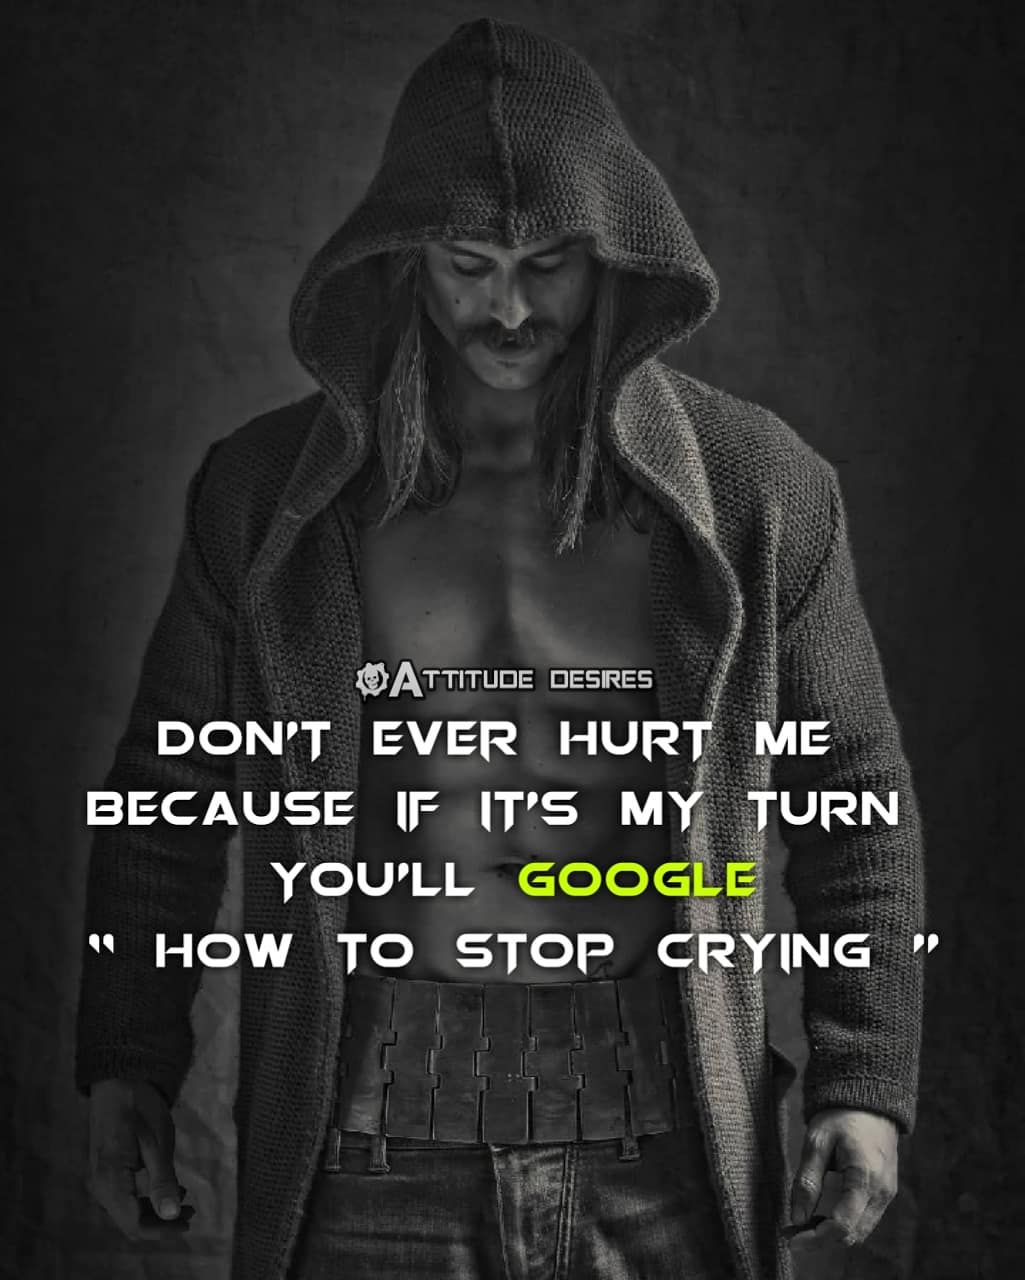 ATTITUDE DESIRES
DON'T EVER HURT ME
BECAUSE IF IT'S MY TURN
YOU'LL GOOGLE
" HOW TO STOP CRYING "